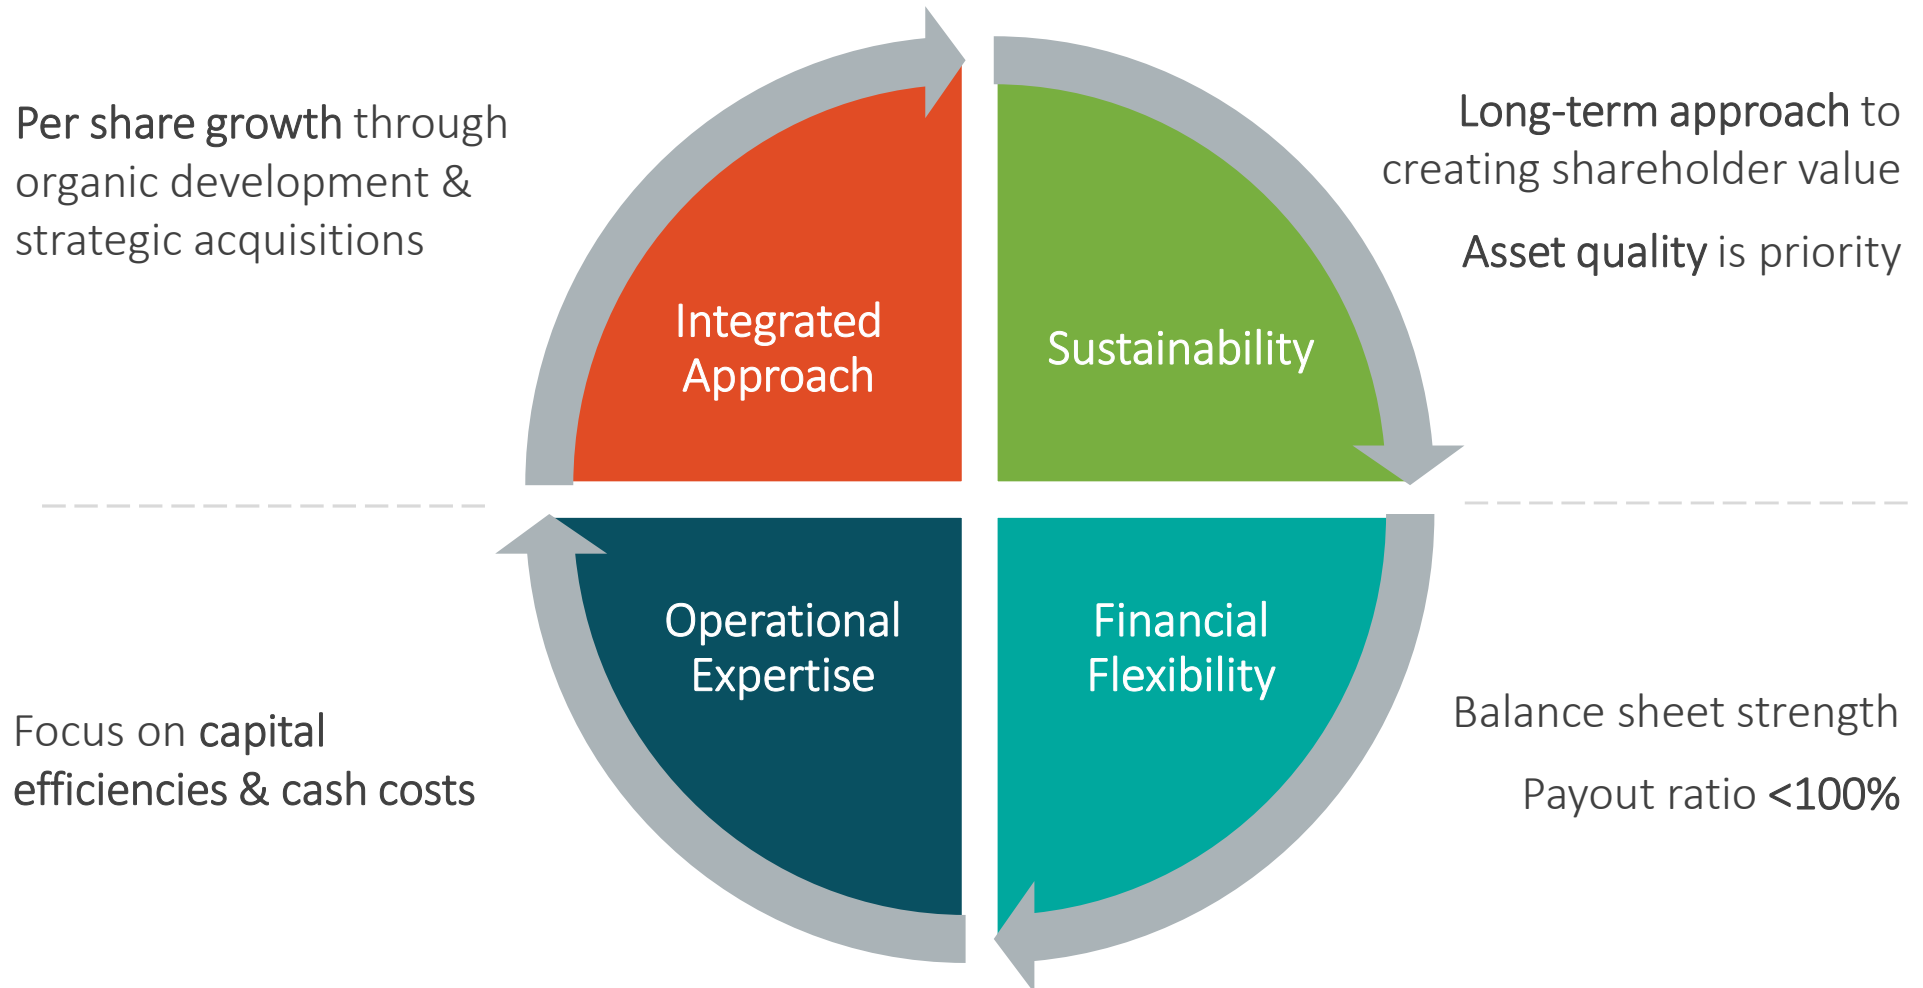 Per share growth through
organic development &
strategic acquisitions
Integrated
Approach
Sustainability
Long-term approach to
creating shareholder value
Asset quality is priority
Focus on capital
efficiencies & cash costs
Operational
Expertise
Financial
Flexibility
Balance sheet strength
Payout ratio <100%